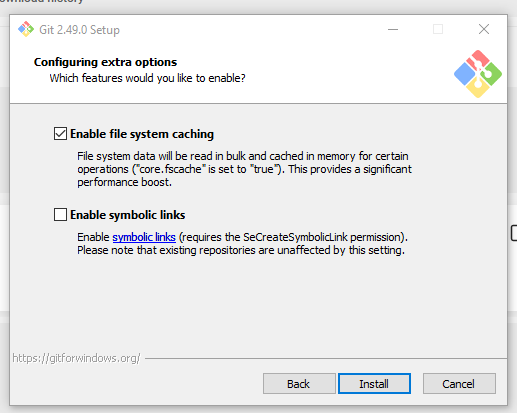 ownload history
Git 2.49.0 Setup
Configuring extra options
Which features would you like to enable?
Enable file system caching
File system data will be read in bulk and cached in memory for certain
operations ("core.fscache" is set to "true"). This provides a significant
performance boost.
Enable symbolic links
Enable symbolic links (requires the SeCreateSymbolicLink permission).
Please note that existing repositories are unaffected by this setting.
https://gitforwindows.org/
Back
Install
Cancel